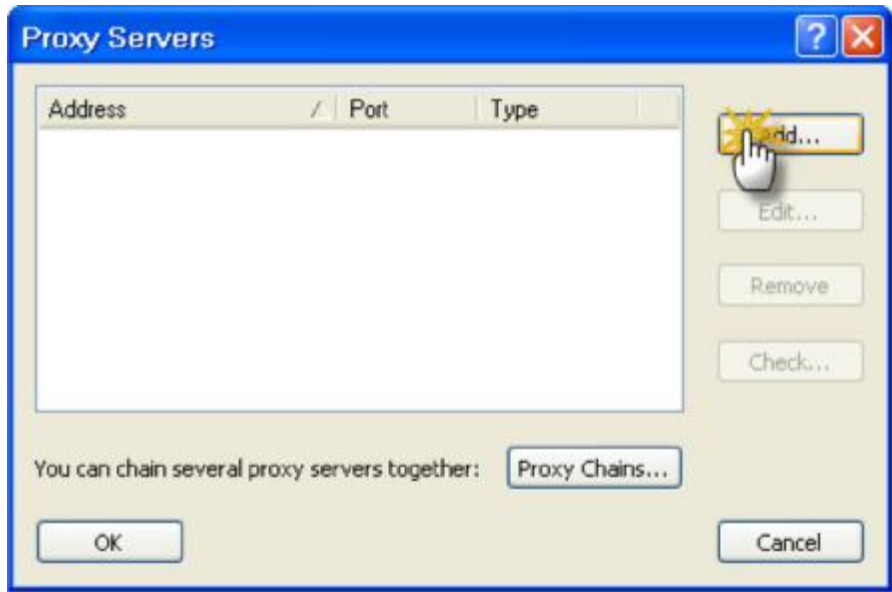 Proxy Servers
Address Port Type
Add...
Edit...
Remove
Check...
You can chain several proxy servers together: Proxy Chains...
OK Cancel